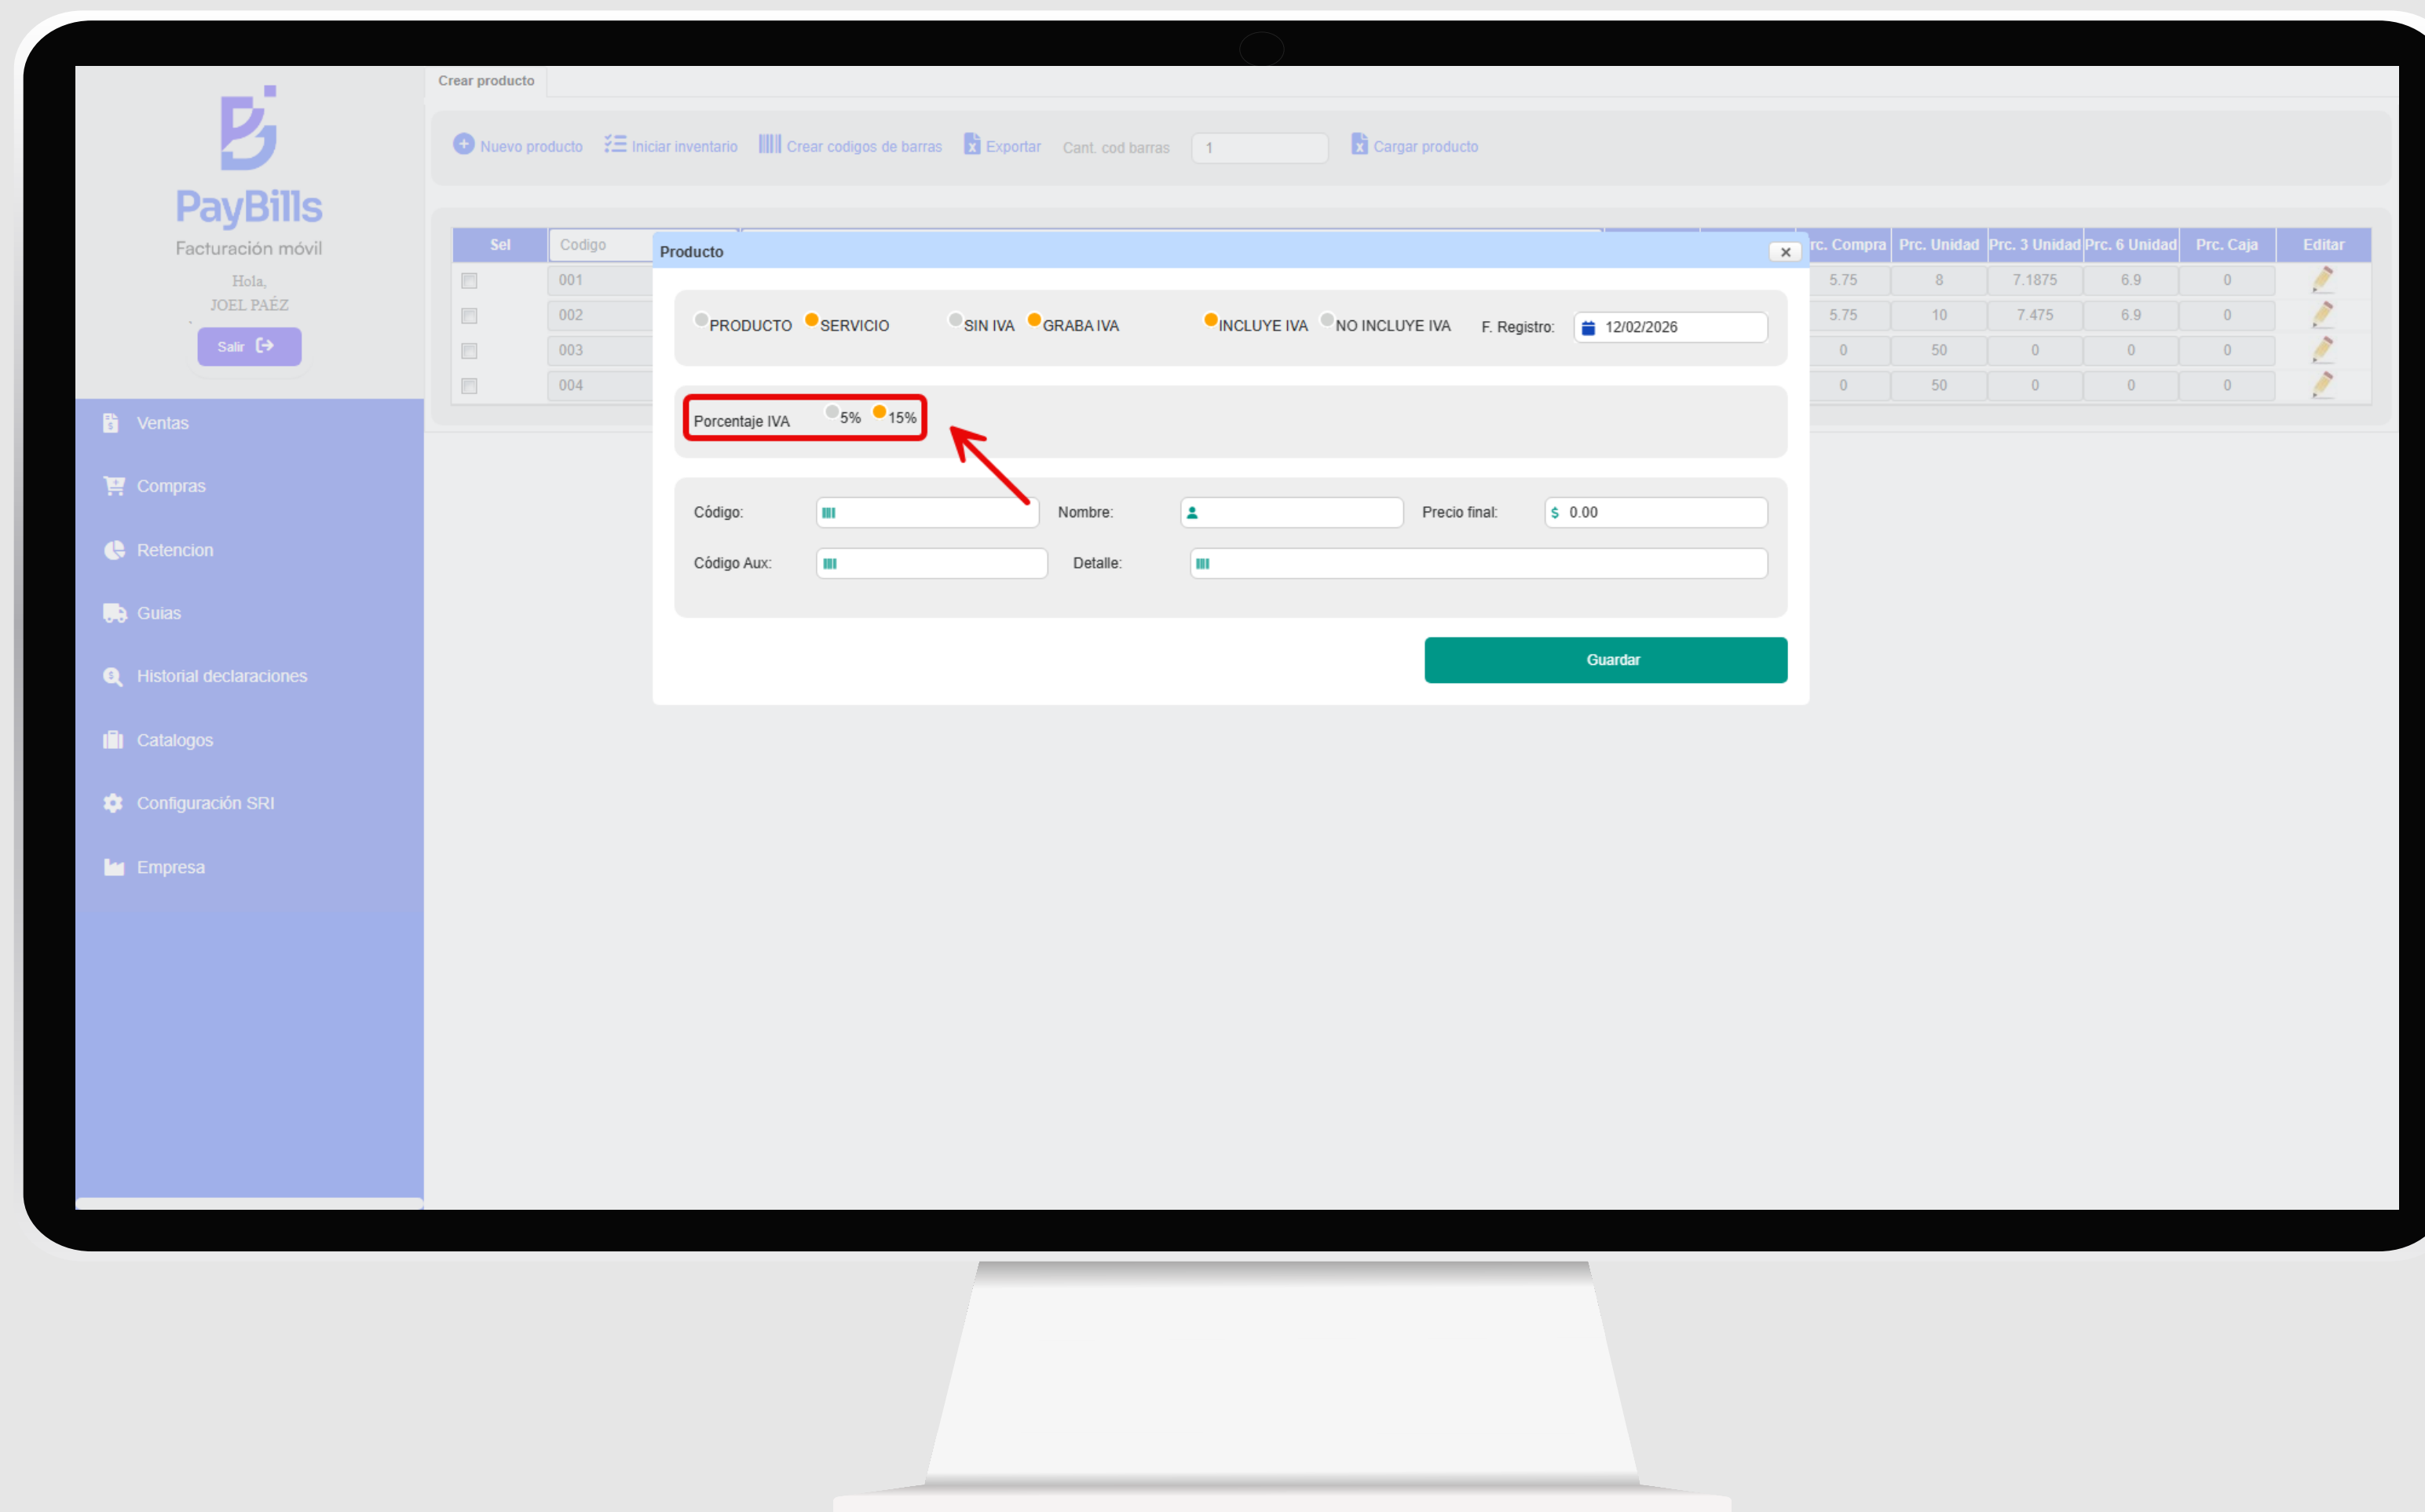 PayBills
Facturación móvil
Hola,
JOEL PAÉZ
Salir
Ventas
Compras
Retencion
Guias
Historial declaraciones
Catalogos
Configuración SRI
Empresa
Crear producto
Nuevo producto Iniciar inventario Crear codigos de barras Exportar Cant. cod barras 1 Cargar producto
Sel Codigo Compra Prc. Unidad Prc. 3 Unidad Prc. 6 Unidad Prc. Caja Editar
001 5.75 8 7.1875 6.9 0
002 5.75 10 7.475 6.9 0
003 0 50 0 0 0
004 0 50 0 0 0
Producto
PRODUCTO SERVICIO SIN IVA GRABA IVA INCLUYE IVA NO INCLUYE IVA F. Registro: 12/02/2026
Porcentaje IVA 5% 15%
Código: Nombre: Precio final: $ 0.00
Código Aux: Detalle:
Guardar